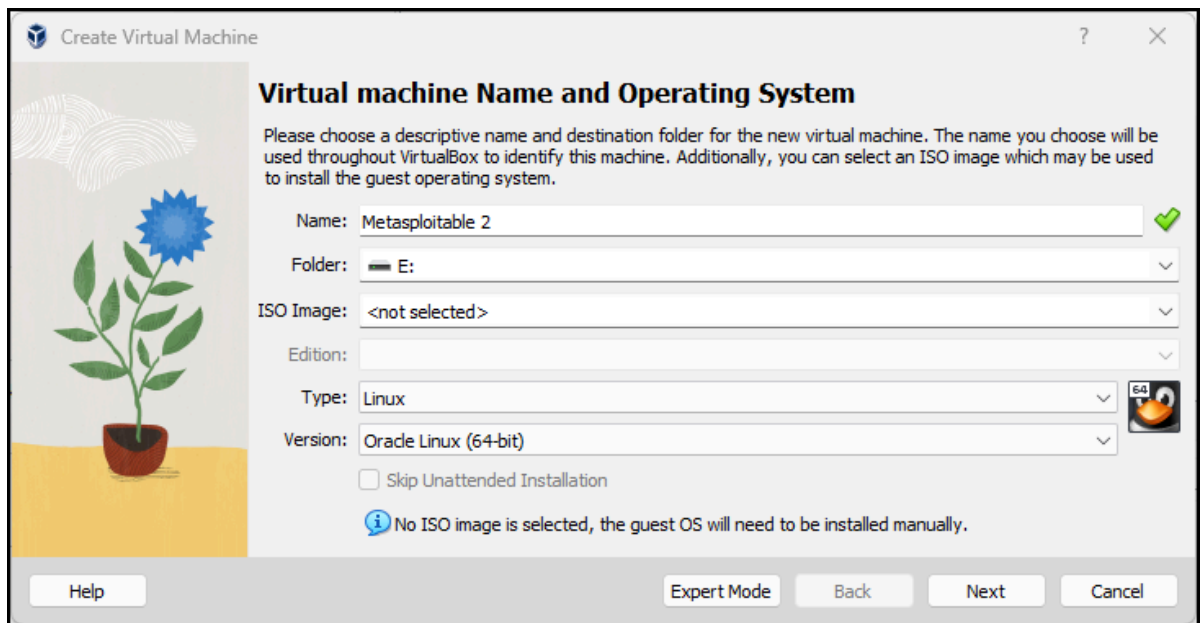 Create Virtual Machine
?
Virtual machine Name and Operating System
Please choose a descriptive name and destination folder for the new virtual machine. The name you choose will be
used throughout VirtualBox to identify this machine. Additionally, you can select an ISO image which may be used
to install the guest operating system.
Name: Metasploitable 2
Folder: E:
ISO Image: <not selected>
Edition:
Type: Linux
64
Version: Oracle Linux (64-bit)
Skip Unattended Installation
No ISO image is selected, the guest OS will need to be installed manually.
Help Expert Mode Back Next Cancel